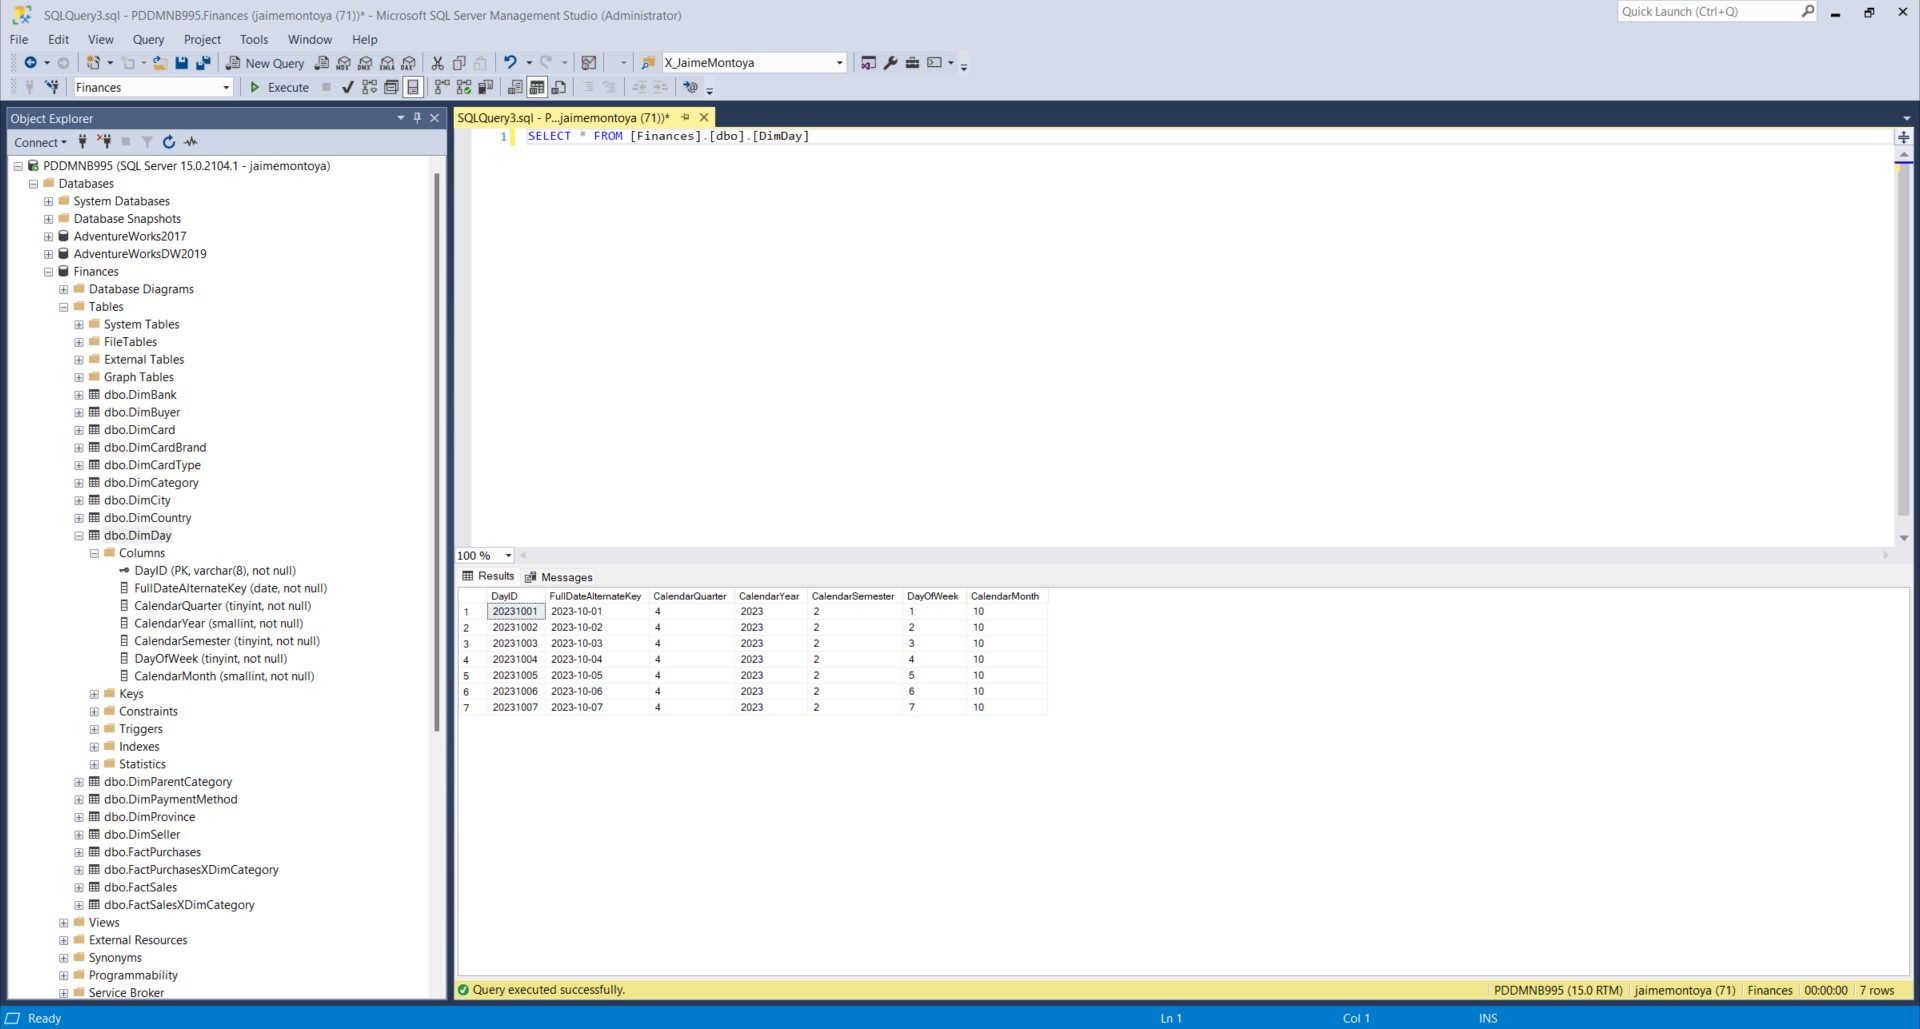 SQLQuery3.sql - PDDMNB995.Finances (jaimemontoya (71))* - Microsoft SQL Server Management Studio (Administrator)
Quick Launch (Ctrl+Q)
File Edit View Query Project Tools Window Help
New Query
MDX DMX XMLA DAX
X_JaimeMontoya
Finances
Execute
Object Explorer
Connect
PDDMNB995 (SQL Server 15.0.2104.1 - jaimemontoya)
Databases
System Databases
Database Snapshots
AdventureWorks2017
AdventureWorksDW2019
Finances
Database Diagrams
Tables
System Tables
FileTables
External Tables
Graph Tables
dbo.DimBank
dbo.DimBuyer
dbo.DimCard
dbo.DimCardBrand
dbo.DimCardType
dbo.DimCategory
dbo.DimCity
dbo.DimCountry
dbo.DimDay
Columns
DayID (PK, varchar(8), not null)
FullDateAlternateKey (date, not null)
CalendarQuarter (tinyint, not null)
CalendarYear (smallint, not null)
CalendarSemester (tinyint, not null)
DayOfWeek (tinyint, not null)
CalendarMonth (smallint, not null)
Keys
Constraints
Triggers
Indexes
Statistics
dbo.DimParentCategory
dbo.DimPaymentMethod
dbo.DimProvince
dbo.DimSeller
dbo.FactPurchases
dbo.FactPurchasesXDimCategory
dbo.FactSales
dbo.FactSalesXDimCategory
Views
External Resources
Synonyms
Programmability
Service Broker
SQLQuery3.sql - P...jaimemontoya (71))*
1 SELECT * FROM [Finances].[dbo].[DimDay]
100 %
Results Messages
DayID FullDateAlternateKey CalendarQuarter CalendarYear CalendarSemester DayOfWeek CalendarMonth
1 20231001 2023-10-01 4 2023 2 1 10
2 20231002 2023-10-02 4 2023 2 2 10
3 20231003 2023-10-03 4 2023 2 3 10
4 20231004 2023-10-04 4 2023 2 4 10
5 20231005 2023-10-05 4 2023 2 5 10
6 20231006 2023-10-06 4 2023 2 6 10
7 20231007 2023-10-07 4 2023 2 7 10
Query executed successfully.
PDDMNB995 (15.0 RTM) jaimemontoya (71) Finances 00:00:00 7 rows
Ready
Ln 1 Col 1 INS